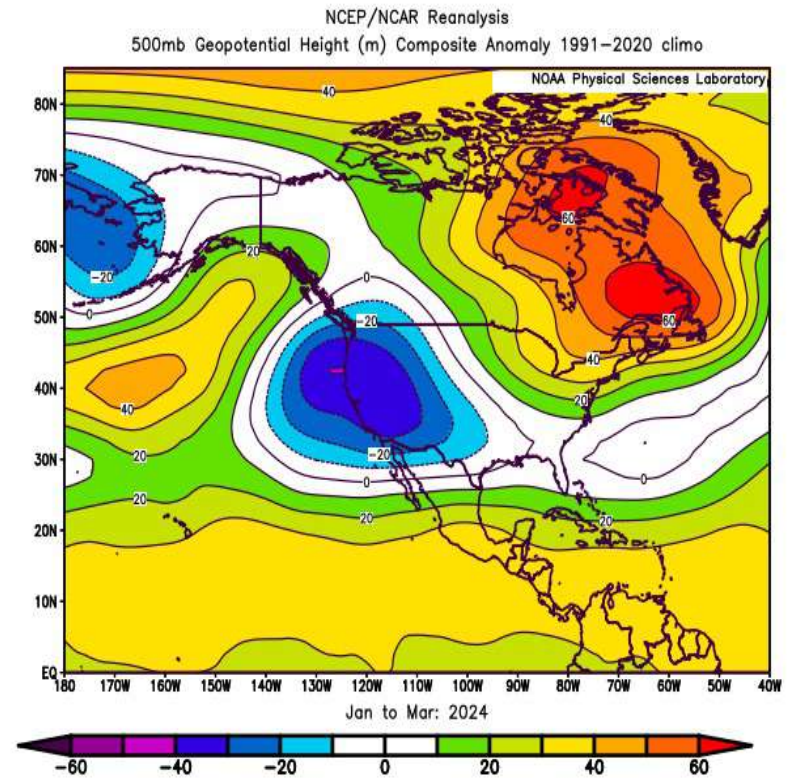 NCEP/NCAR Reanalysis
500mb Geopotential Height (m) Composite Anomaly 1991-2020 climo
NOAA Physical Sciences Laboratory
80N
40
40
70N
60
60N
20
-20
0
0
50N
-20
60
40
40N
40
20
30N
20
-20
0
0
20
20
20
20N
10N
EQ
180 170W 160W 150W 140W 130W 120W 110W 100W 90W 80W 70W 60W 50W 40W
Jan to Mar: 2024
-60 -40 -20 0 20 40 60